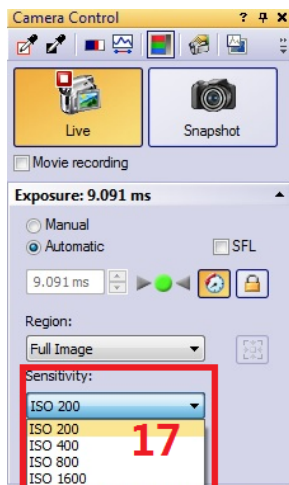 Camera Control
Live Snapshot
Movie recording
Exposure: 9.091 ms
Manual
Automatic SFL
9.091 ms
Region:
Full Image
Sensitivity:
ISO 200
ISO 200
ISO 400
ISO 800
ISO 1600
17